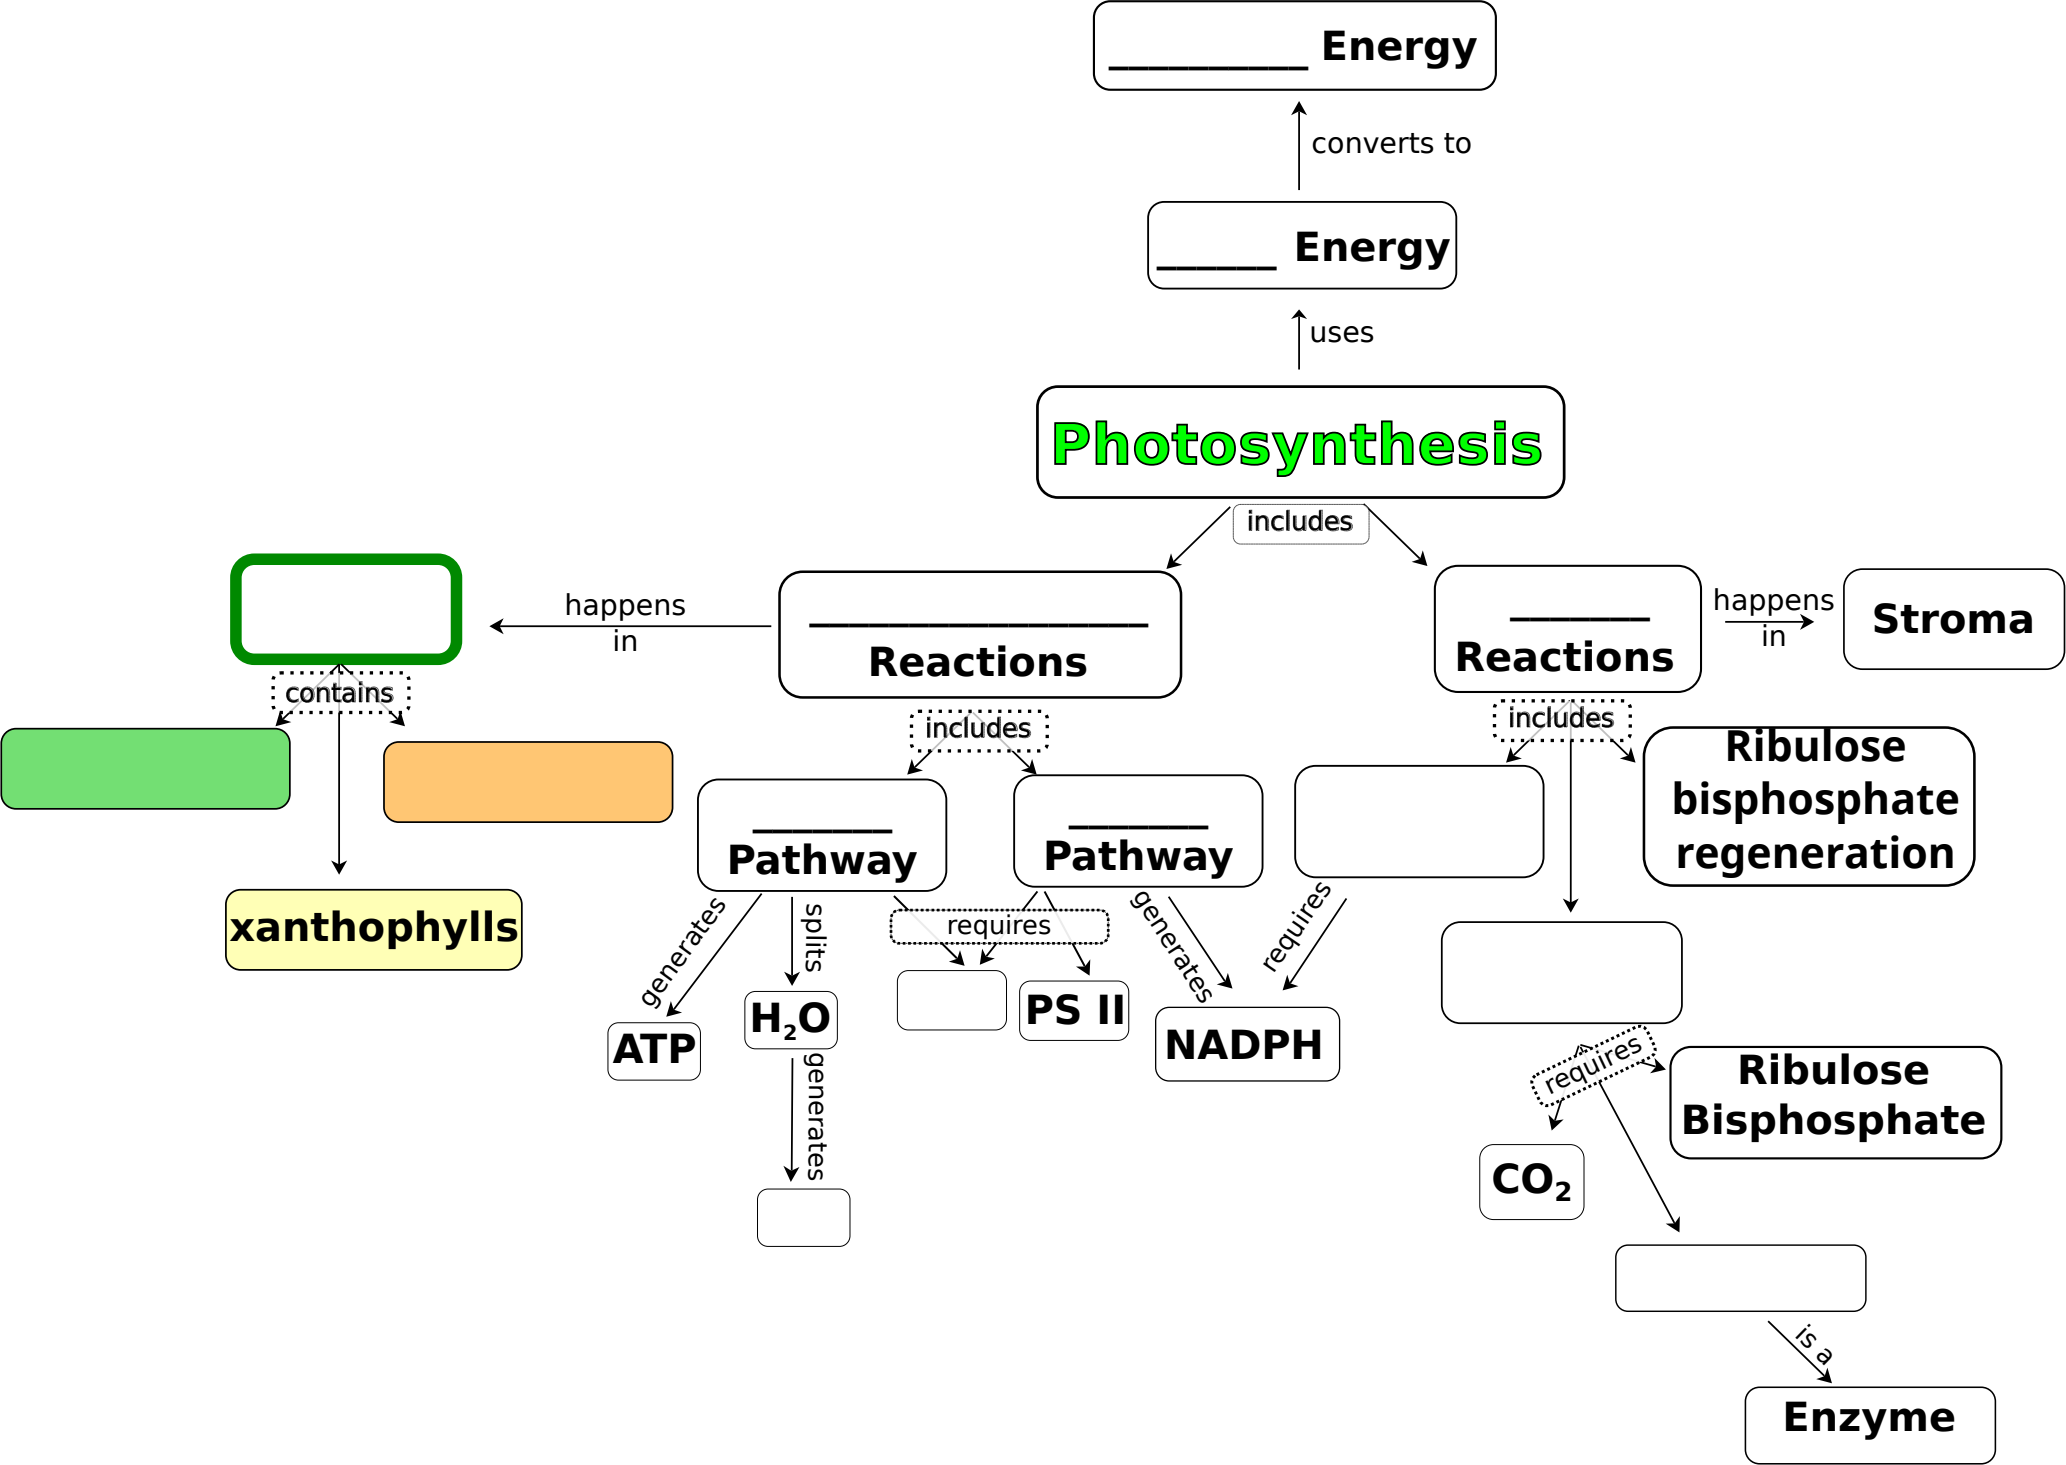 __________ Energy
converts to
______ Energy
uses
Photosynthesis
includes
happens
in
_________________
Reactions
_______
Reactions
happens
in
Stroma
contains
includes
includes
Ribulose
bisphosphate
regeneration
_______
Pathway
_______
Pathway
xanthophylls
generates
splits
requires
generates
requires
ATP
H₂O
PS II
NADPH
generates
requires
Ribulose
Bisphosphate
CO₂
is a
Enzyme